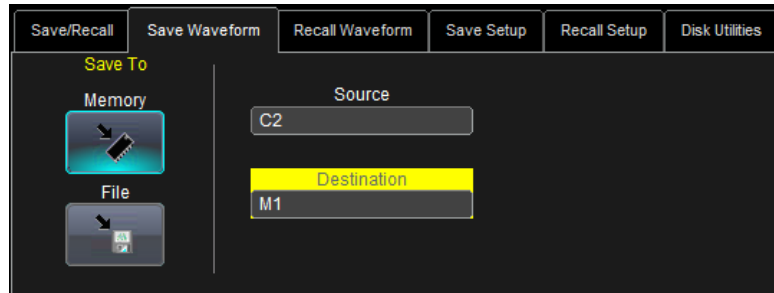 Save/Recall
Save Waveform
Recall Waveform
Save Setup
Recall Setup
Disk Utilities
Save To
Memory
File
Source
C2
Destination
M1